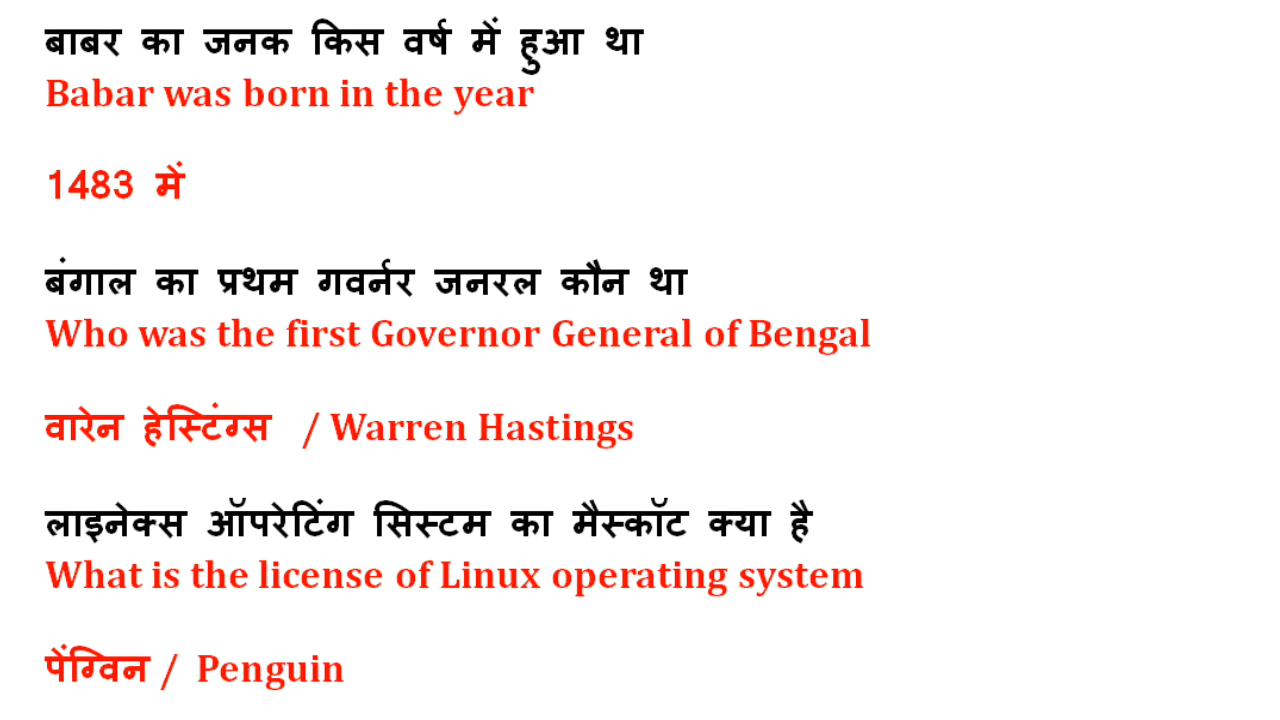 बाबर का जनक किस वर्ष में हुआ था
Babar was born in the year
1483 में
बंगाल का प्रथम गवर्नर जनरल कौन था
Who was the first Governor General of Bengal
वारेन हेस्टिंग्स / Warren Hastings
लाइनेक्स ऑपरेटिंग सिस्टम का मैस्कॉट क्या है
What is the license of Linux operating system
पेंग्विन / Penguin